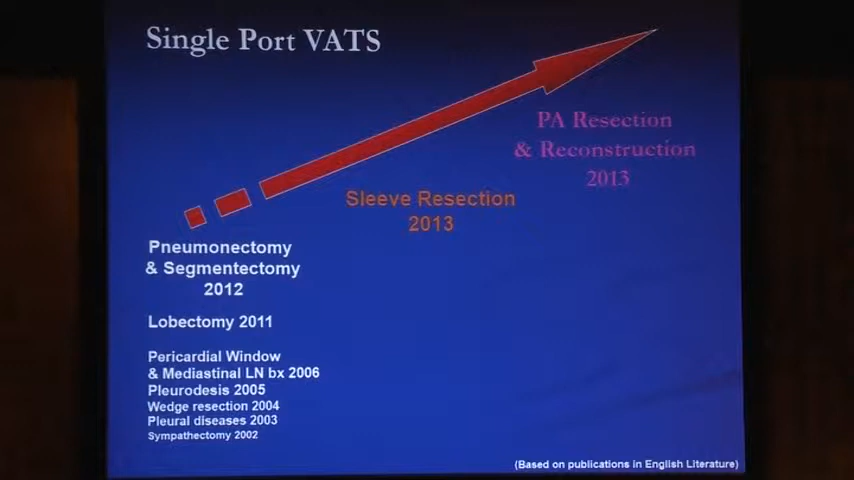 Single Port VATS
PA Resection
& Reconstruction
2013
Sleeve Resection
2013
Pneumonectomy
& Segmentectomy
2012
Lobectomy 2011
Pericardial Window
& Mediastinal LN bx 2006
Pleurodesis 2005
Wedge resection 2004
Pleural diseases 2003
Sympathectomy 2002
(Based on publications in English Literature)